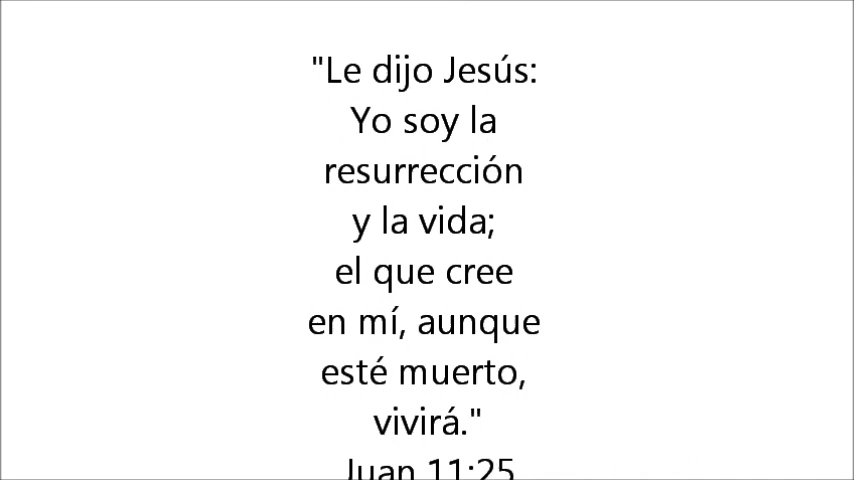 "Le dijo Jesús:
Yo soy la
resurrección
y la vida;
el que cree
en mí, aunque
esté muerto,
vivirá."
Juan 11:25